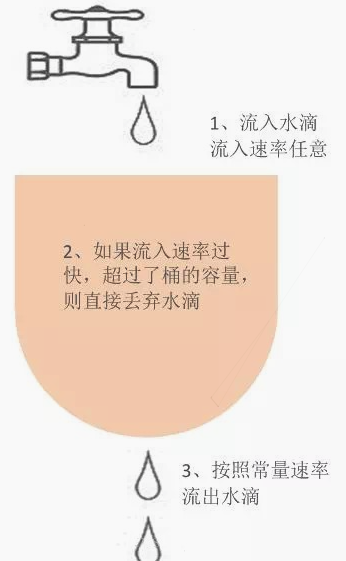 1、流入水滴
流入速率任意
2、如果流入速率过
快，超过了桶的容量，
则直接丢弃水滴
3、按照常量速率
流出水滴